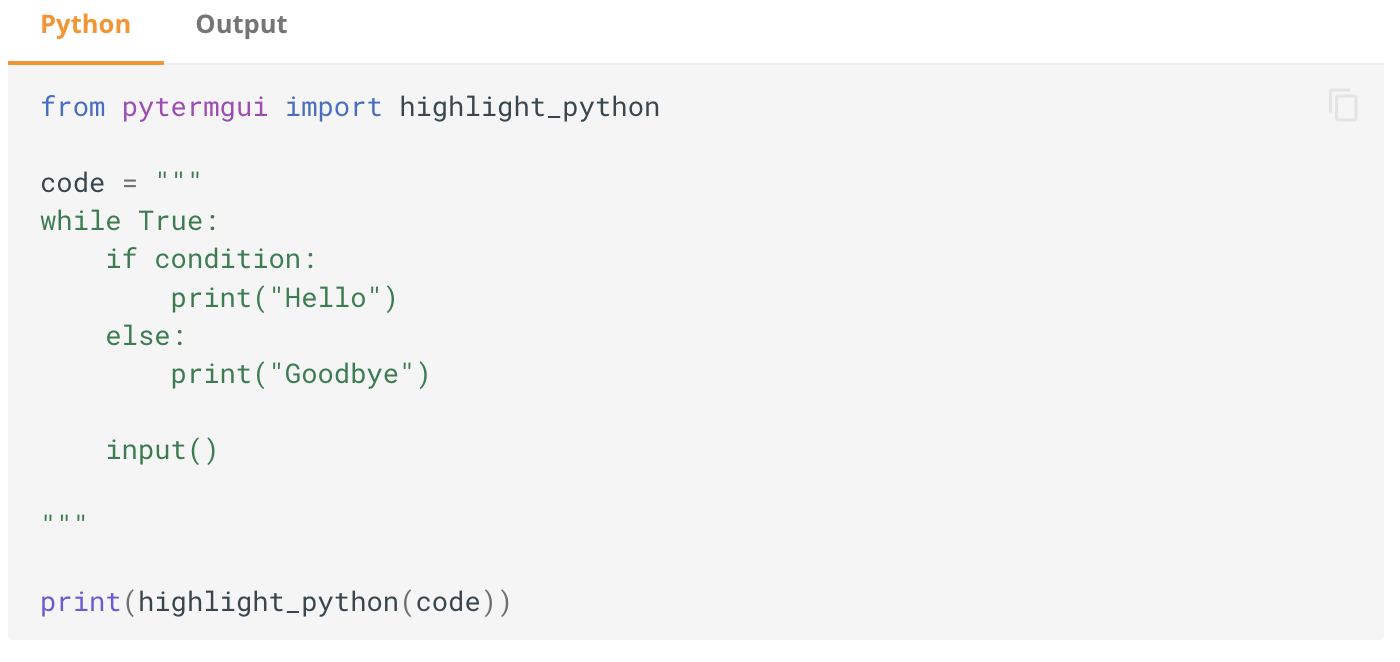 Python Output
from pytermgui import highlight_python
code = """
while True:
    if condition:
        print("Hello")
    else:
        print("Goodbye")
    input()
"""
print(highlight_python(code))